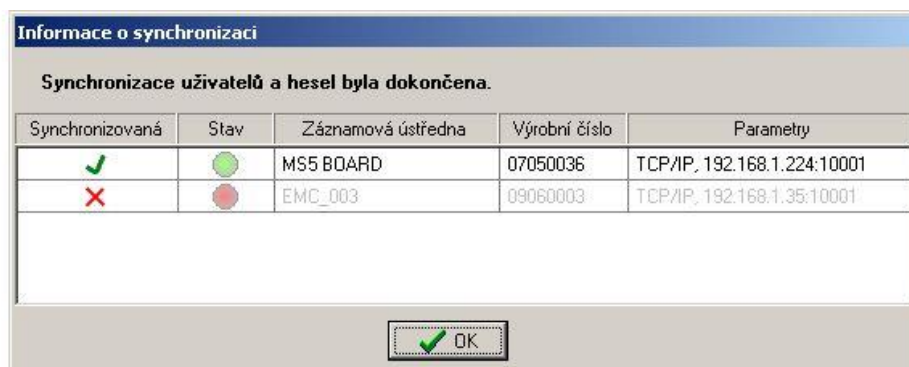 Informace o synchronizaci
Synchronizace uživatelů a hesel byla dokončena.
Synchronizovaná Stav Záznamová ústředna Výrobní číslo Parametry
MS5 BOARD 07050036 TCP/IP, 192.168.1.224:10001
EMC_003 09060003 TCP/IP, 192.168.1.35:10001
OK